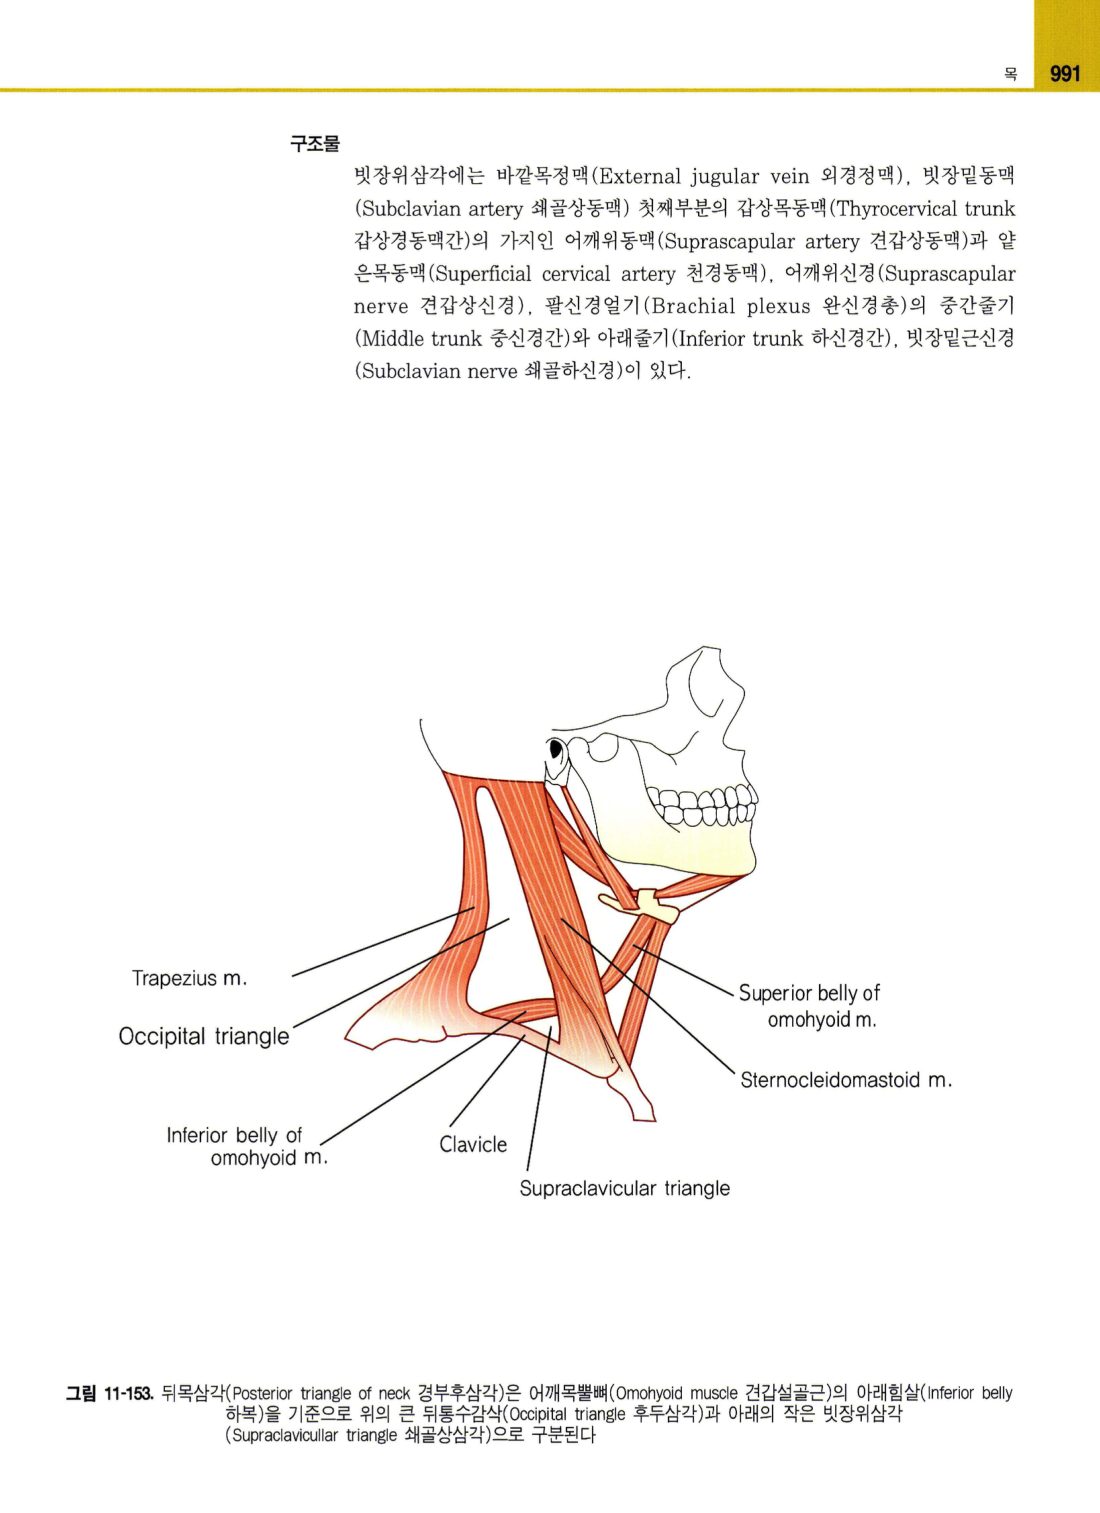 목 991
구조물
빗장위삼각에는 바깥목정맥(External jugular vein 외경정맥), 빗장밑동맥
(Subclavian artery 쇄골상동맥) 첫째부분의 갑상목동맥(Thyrocervical trunk
갑상경동맥간)의 가지인 어깨위동맥(Suprascapular artery 견갑상동맥)과 얕
은목동맥(Superficial cervical artery 천경동맥), 어깨위신경(Suprascapular
nerve 견갑상신경), 팔신경얼기(Brachial plexus 완신경총)의 중간줄기
(Middle trunk 중신경간)와 아래줄기(Inferior trunk 하신경간), 빗장밑근신경
(Subclavian nerve 쇄골하신경)이 있다.
Trapezius m.
Occipital triangle
Superior belly of
omohyoid m.
Sternocleidomastoid m.
Inferior belly of
omohyoid m.
Clavicle
Supraclavicular triangle
그림 11-153. 뒤목삼각(Posterior triangle of neck 경부후삼각)은 어깨목뿔뼈(Omohyoid muscle 견갑설골근)의 아래힘살(Inferior belly
하복)을 기준으로 위의 큰 뒤통수감삭(Occipital triangle 후두삼각)과 아래의 작은 빗장위삼각
(Supraclavicullar triangle 쇄골상삼각)으로 구분된다